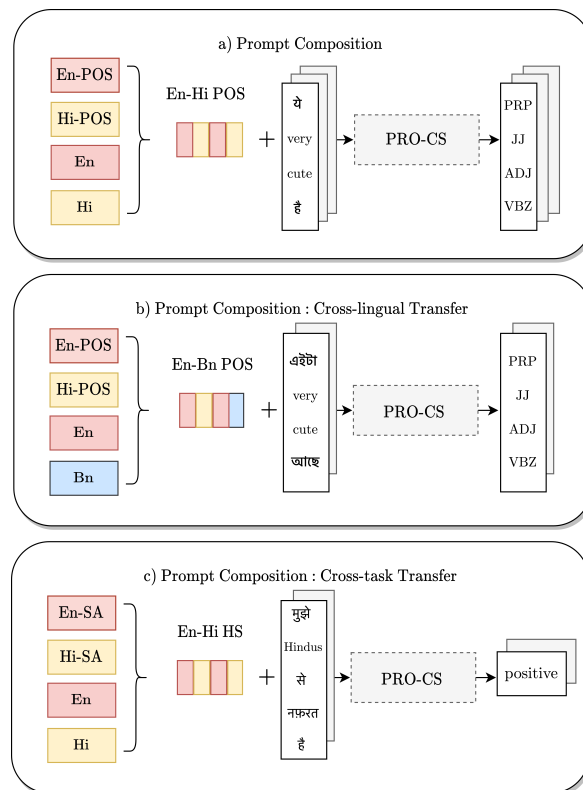 a) Prompt Composition
En-POS
Hi-POS
En
Hi
En-Hi POS
+
ये
very
cute
है
PRO-CS
PRP
JJ
ADJ
VBZ
b) Prompt Composition : Cross-lingual Transfer
En-POS
Hi-POS
En
Bn
En-Bn POS
+
এইটা
very
cute
আছে
PRO-CS
PRP
JJ
ADJ
VBZ
c) Prompt Composition : Cross-task Transfer
En-SA
Hi-SA
En
Hi
En-Hi HS
+
मुझे
Hindus
से
नफ़रत
है
PRO-CS
positive